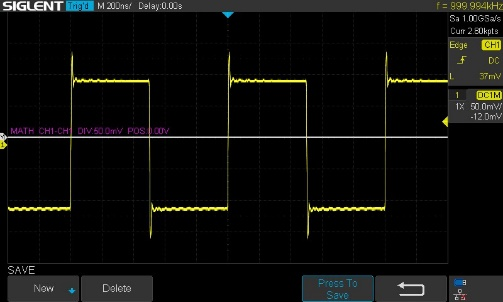 SIGLENT Trig'd M 200ns/ Delay:0.00s f = 999.994kHz
Sa 1.00GSa/s
Curr 2.80kpts
Edge CH1
DC
L 37mV
1 DC1M
1X 50.0mV/
-12.0mV
MATH CH1-CH1 DIV:50.0mV POS:0.00V
1
SAVE
New Delete Press To
Save